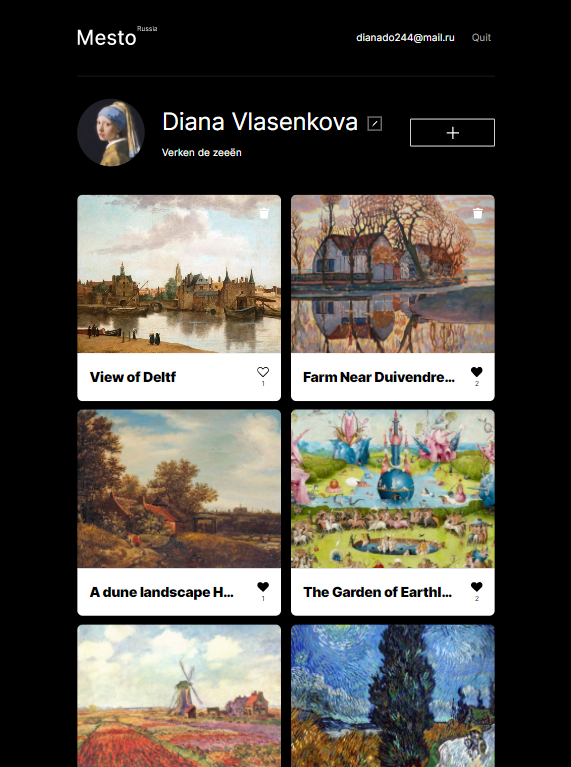 Mesto Russia
dianado244@mail.ru Quit
Diana Vlasenkova
Verken de zeeën
View of Deltf
1
Farm Near Duivendre...
2
A dune landscape H...
1
The Garden of Earthl...
2